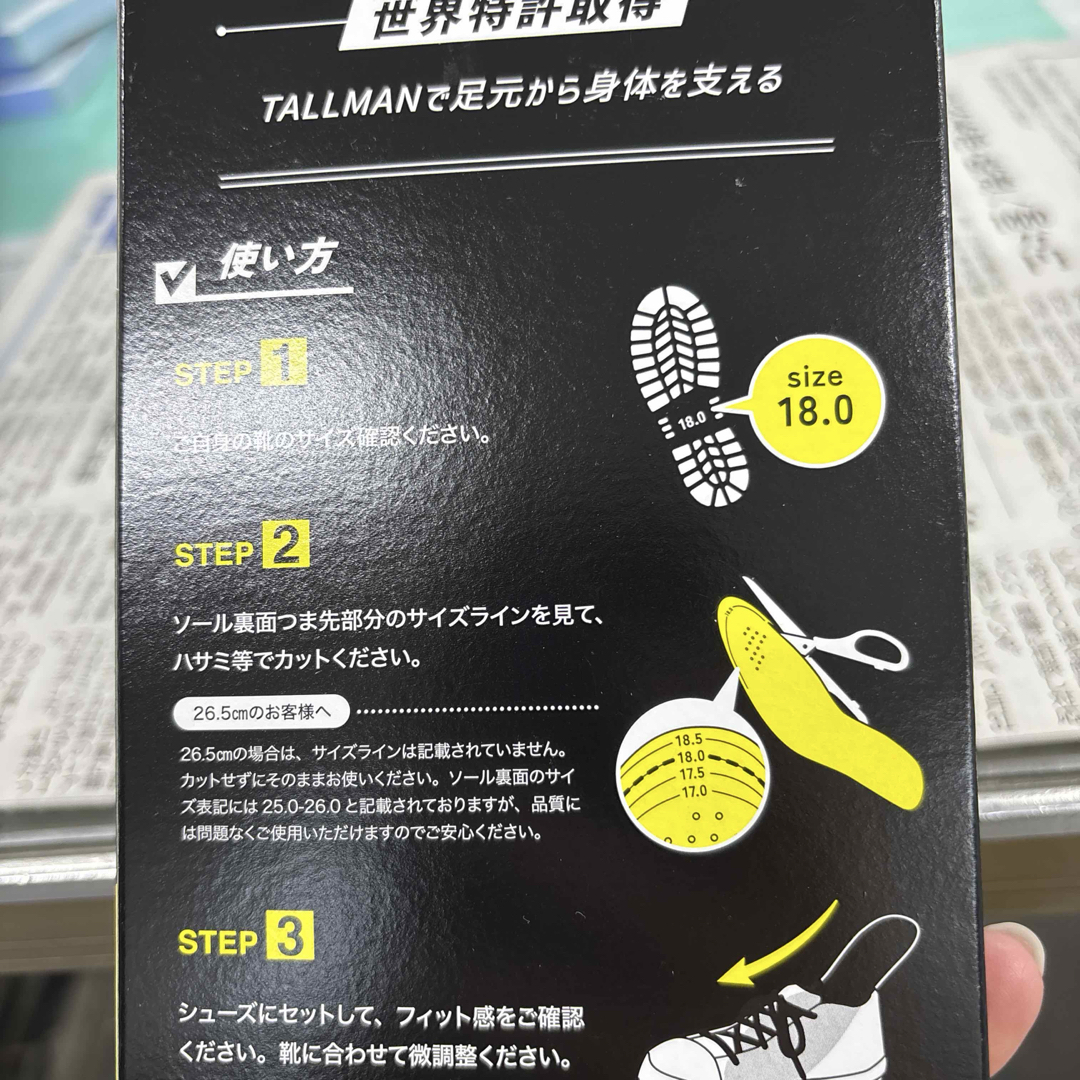 世界特許取得
TALLMANで足元から身体を支える
使い方
STEP 1
ご自身の靴のサイズ確認ください。
18.0
size
18.0
STEP 2
ソール裏面つま先部分のサイズラインを見て、
ハサミ等でカットください。
26.5㎝のお客様へ
26.5㎝の場合は、サイズラインは記載されていません。
カットせずにそのままお使いください。ソール裏面のサイ
ズ表記には 25.0-26.0 と記載されておりますが、品質に
は問題なくご使用いただけますのでご安心ください。
18.5
18.0
17.5
17.0
STEP 3
シューズにセットして、フィット感をご確認
ください。靴に合わせて微調整ください。